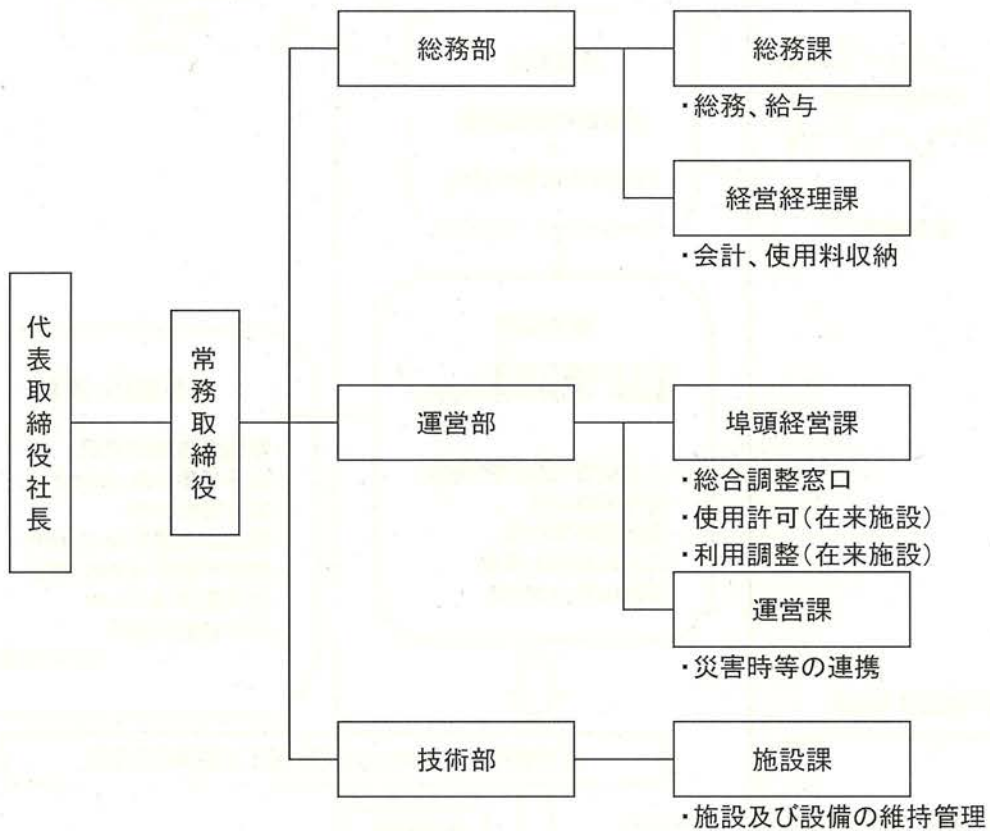 総務部
総務課
・総務、給与
経営経理課
・会計、使用料収納
代表取締役社長
常務取締役
運営部
埠頭経営課
・総合調整窓口
・使用許可(在来施設)
・利用調整(在来施設)
運営課
・災害時等の連携
技術部
施設課
・施設及び設備の維持管理